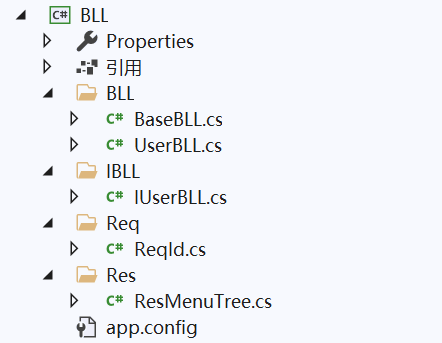 C# BLL
Properties
引用
BLL
C# BaseBLL.cs
C# UserBLL.cs
IBLL
C# IUserBLL.cs
Req
C# ReqId.cs
Res
C# ResMenuTree.cs
app.config